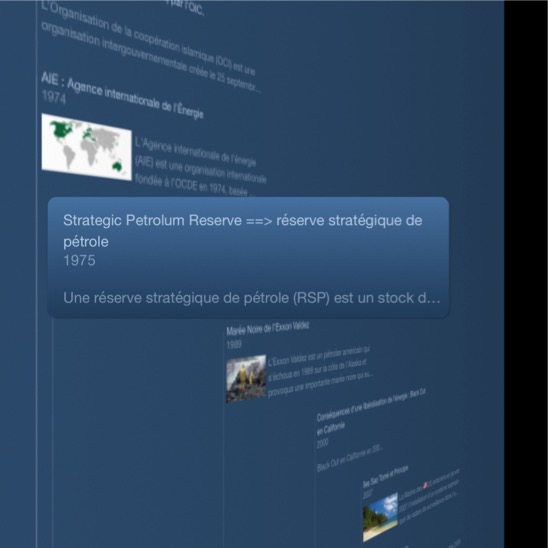 par l'OIC.
L'Organisation de la coopération islamique (OCI) est une
organisation intergouvernementale créée le 25 septembr...
AIE : Agence internationale de l'Énergie
1974
L'Agence internationale de l'énergie
(AIE) est une organisation internationale
fondée à l'OCDE en 1974, basée ...
Strategic Petrolum Reserve ==> réserve stratégique de
pétrole
1975
Une réserve stratégique de pétrole (RSP) est un stock d...
Marée Noire de l'Exxon Valdez
1989
L'Exxon Valdez est un pétrolier américain qui
s'échoua en 1989 sur la côte de l'Alaska et
provoqua une importante marée noire qui eu...
Conséquences d'une libéralisation de l'énergie. Black Out
en Californie
2000
Black Out en Californie en 200...
Sao Tomé et Principe
2007